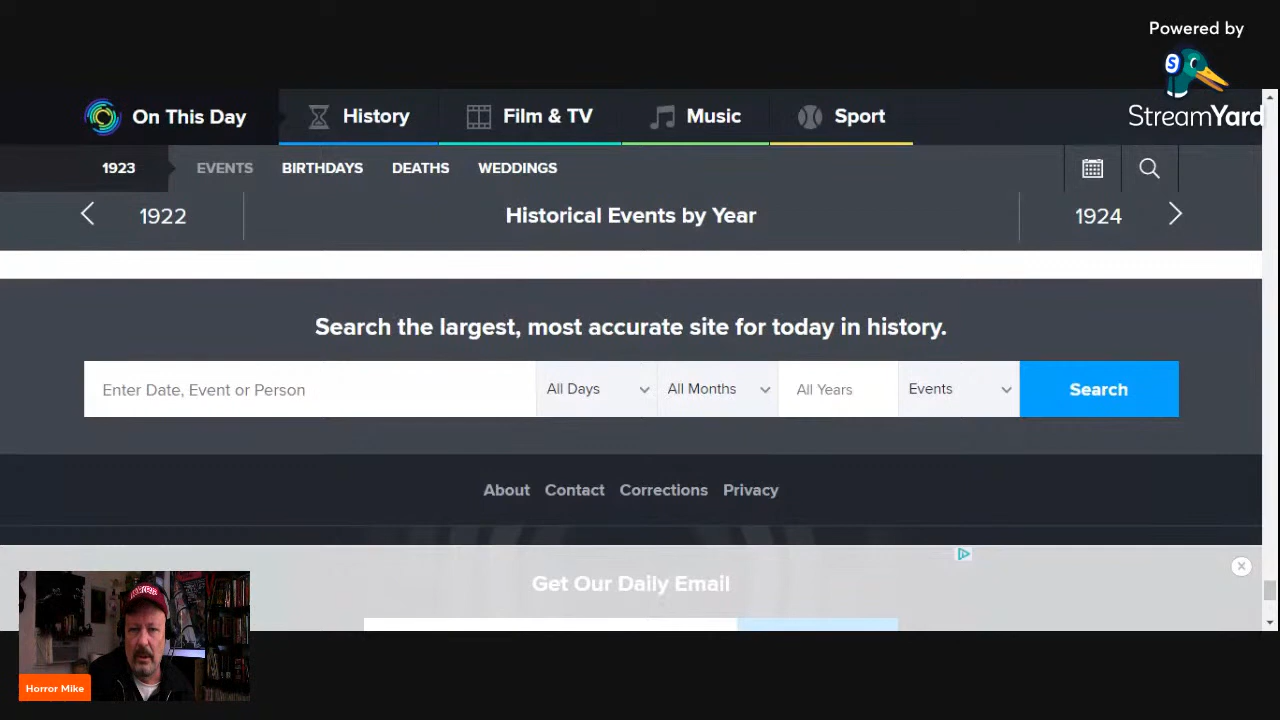 Powered by
StreamYard
On This Day
History
Film & TV
Music
Sport
1923
EVENTS
BIRTHDAYS
DEATHS
WEDDINGS
1922
Historical Events by Year
1924
Search the largest, most accurate site for today in history.
Enter Date, Event or Person
All Days
All Months
All Years
Events
Search
About
Contact
Corrections
Privacy
Get Our Daily Email
Horror Mike